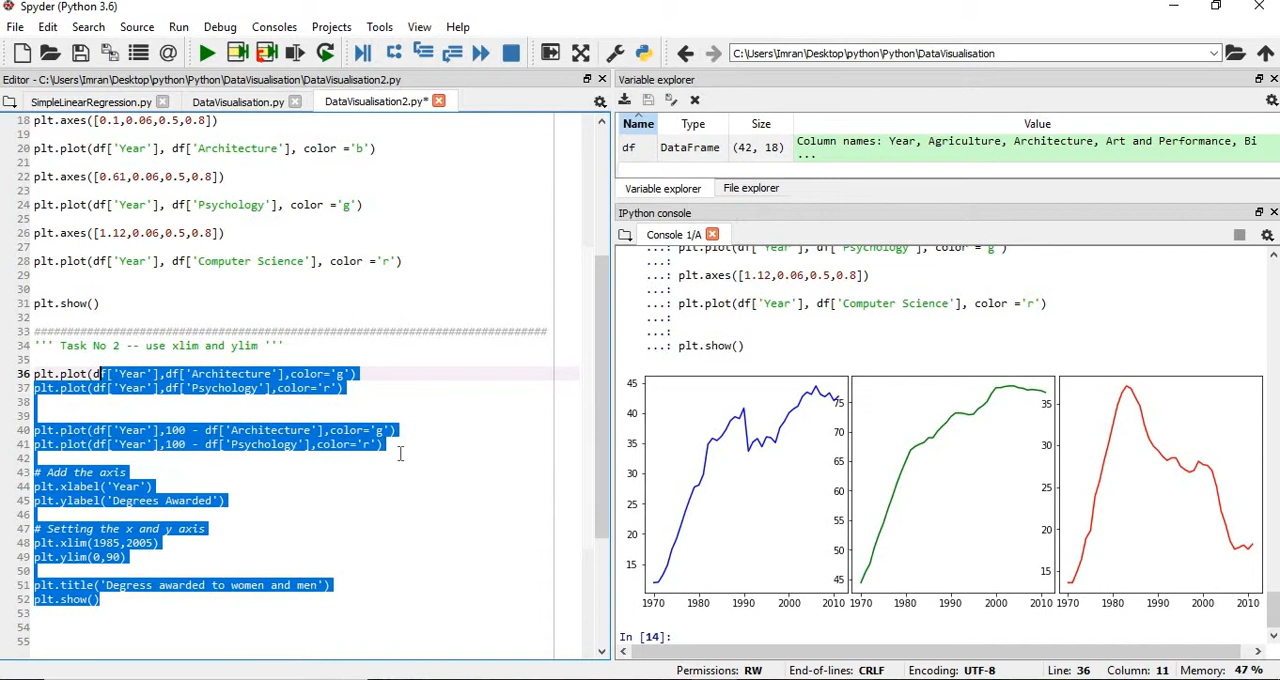 Spyder (Python 3.6)
File Edit Search Source Run Debug Consoles Projects Tools View Help
C:\Users\Imran\Desktop\python\Python\DataVisualisation
Editor - C:\Users\Imran\Desktop\python\Python\DataVisualisation\DataVisualisation2.py
SimpleLinearRegression.py DataVisualisation.py DataVisualisation2.py*
18 plt.axes([0.1,0.06,0.5,0.8])
19
20 plt.plot(df['Year'], df['Architecture'], color ='b')
21
22 plt.axes([0.61,0.06,0.5,0.8])
23
24 plt.plot(df['Year'], df['Psychology'], color ='g')
25
26 plt.axes([1.12,0.06,0.5,0.8])
27
28 plt.plot(df['Year'], df['Computer Science'], color ='r')
29
30
31 plt.show()
32
33 ##############################################################################
34 ''' Task No 2 -- use xlim and ylim '''
35
36 plt.plot(df['Year'],df['Architecture'],color='g')
37 plt.plot(df['Year'],df['Psychology'],color='r')
38
39
40 plt.plot(df['Year'],100 - df['Architecture'],color='g')
41 plt.plot(df['Year'],100 - df['Psychology'],color='r')
42
43 # Add the axis
44 plt.xlabel('Year')
45 plt.ylabel('Degrees Awarded')
46
47 # Setting the x and y axis
48 plt.xlim(1985,2005)
49 plt.ylim(0,90)
50
51 plt.title('Degress awarded to women and men')
52 plt.show()
53
54
55
Variable explorer
Name Type Size Value
df DataFrame (42, 18) Column names: Year, Agriculture, Architecture, Art and Performance, Bi
...
Variable explorer File explorer
IPython console
Console 1/A
...: plt.plot(df['Year'], df['Psychology'], color ='g')
...:
...: plt.axes([1.12,0.06,0.5,0.8])
...:
...: plt.plot(df['Year'], df['Computer Science'], color ='r')
...:
...:
...: plt.show()
45 40 35 30 25 20 15
1970 1980 1990 2000 2010
75 70 65 60 55 50 45
1970 1980 1990 2000 2010
35 30 25 20 15
1970 1980 1990 2000 2010
In [14]:
Permissions: RW End-of-lines: CRLF Encoding: UTF-8 Line: 36 Column: 11 Memory: 47 %